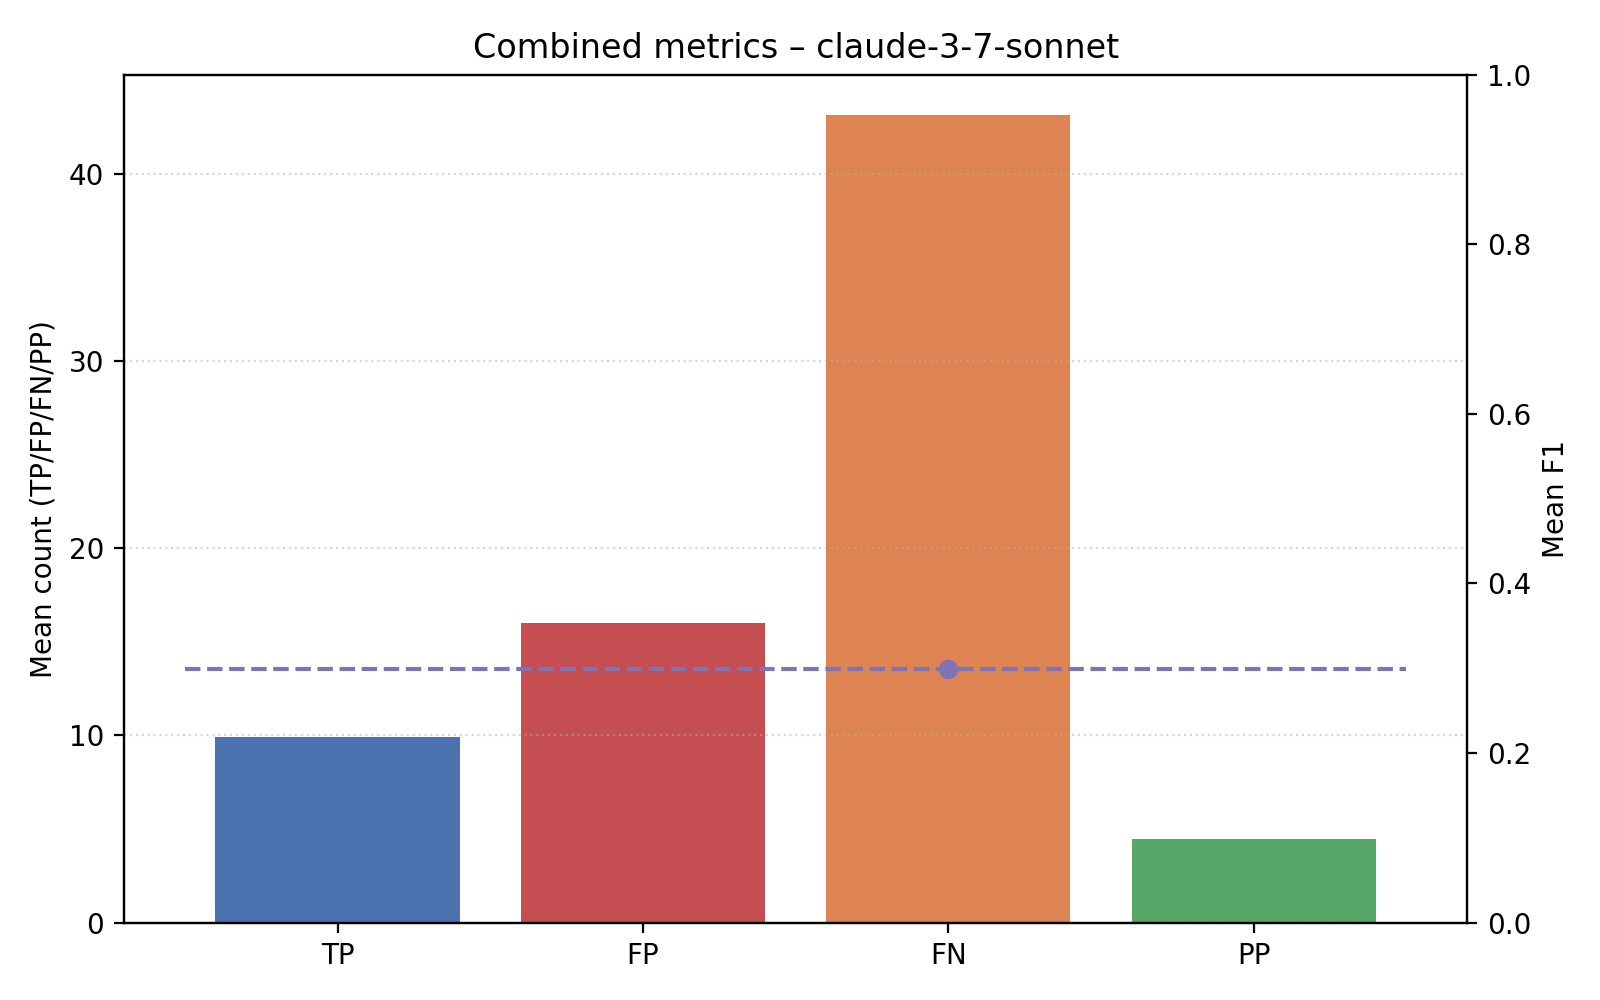 Combined metrics – claude-3-7-sonnet
Mean count (TP/FP/FN/PP)
40
30
20
10
0
TP
FP
FN
PP
1.0
0.8
0.6
0.4
0.2
0.0
Mean F1